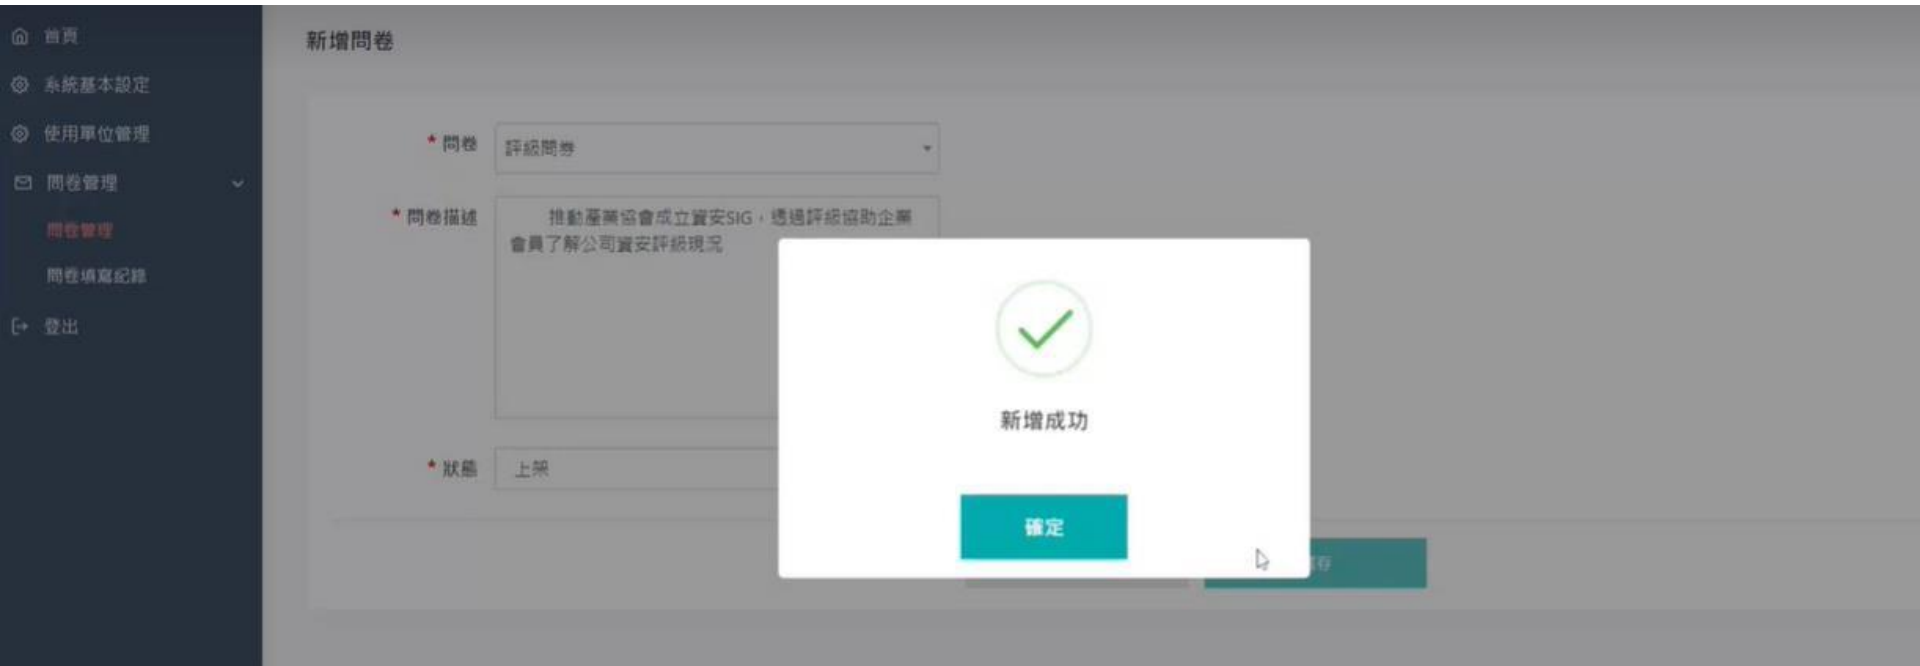 首頁
系統基本設定
使用單位管理
問卷管理
問卷管理
問卷填寫紀錄
登出
新增問卷
* 問卷
評級問卷
* 問卷描述
推動產業協會成立資安SIG,透過評級協助企業
會員了解公司資安評級現況
* 狀態
上架
新增成功
確定
存